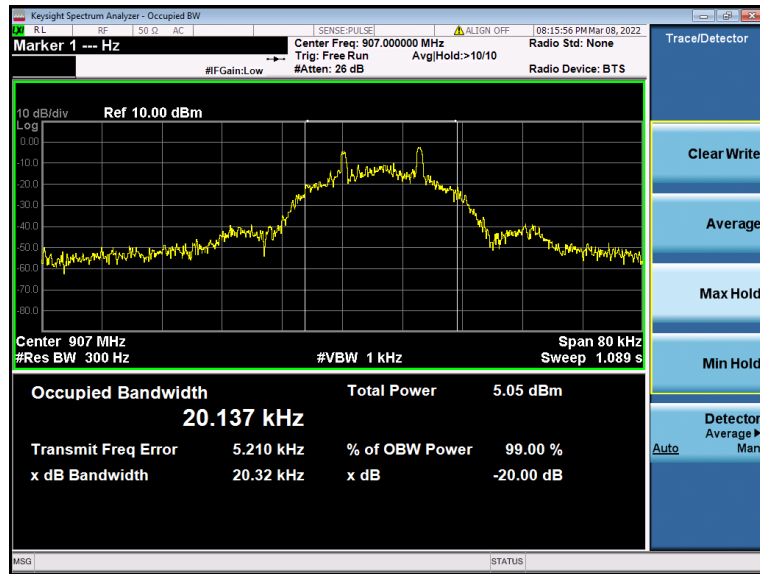 Keysight Spectrum Analyzer - Occupied BW
LXI RL RF 50 Ω AC SENSE:PULSE ALIGN OFF 08:15:56 PM Mar 08, 2022
Marker 1 --- Hz
Center Freq: 907.000000 MHz
Radio Std: None
Trig: Free Run Avg|Hold:>10/10
#IFGain:Low #Atten: 26 dB Radio Device: BTS
10 dB/div Ref 10.00 dBm
Log
0.00
-10.0
-20.0
-30.0
-40.0
-50.0
-60.0
-70.0
-80.0
Center 907 MHz Span 80 kHz
#Res BW 300 Hz #VBW 1 kHz Sweep 1.089 s
Occupied Bandwidth Total Power 5.05 dBm
20.137 kHz
Transmit Freq Error 5.210 kHz % of OBW Power 99.00 %
x dB Bandwidth 20.32 kHz x dB -20.00 dB
MSG STATUS
Trace/Detector
Clear Write
Average
Max Hold
Min Hold
Detector
Average
Auto Man